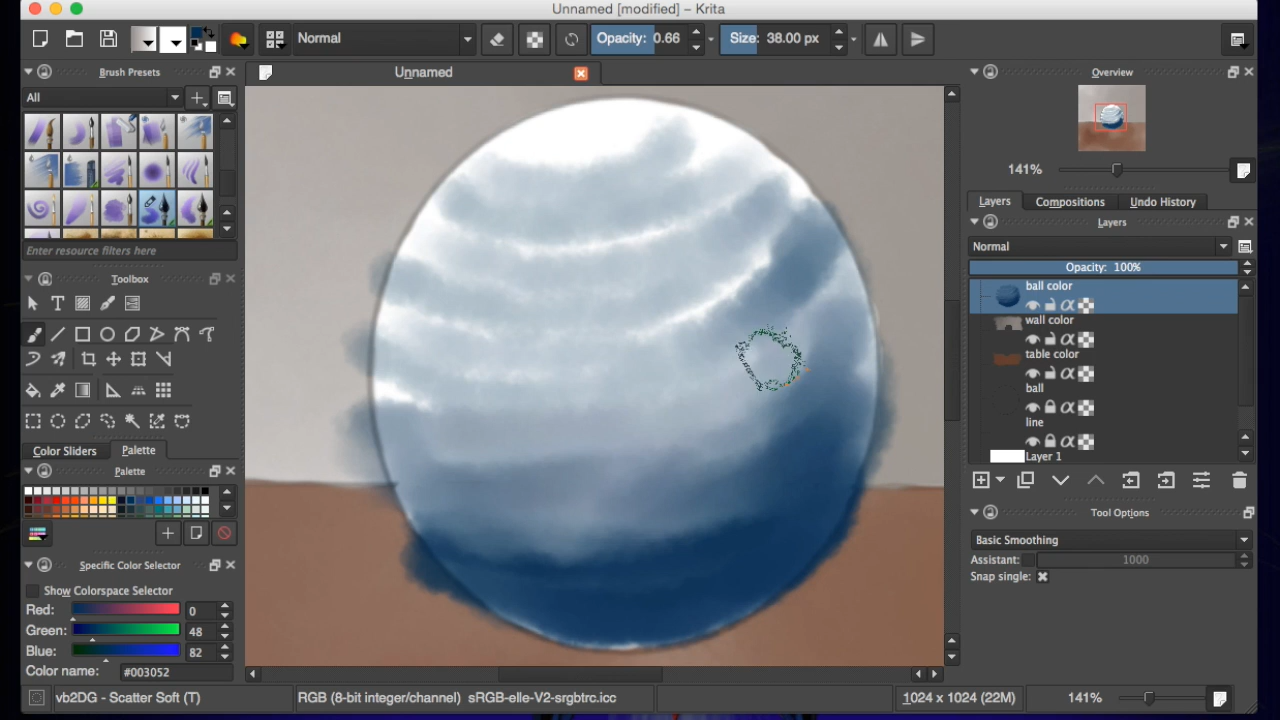 Unnamed [modified] – Krita
Normal
Opacity: 0.66
Size: 38.00 px
Brush Presets
Unnamed
Overview
All
141%
Layers
Compositions
Undo History
Layers
Normal
Enter resource filters here
Opacity: 100%
Toolbox
ball color
wall color
table color
ball
line
Layer 1
Color Sliders
Palette
Palette
Tool Options
Basic Smoothing
Assistant:
1000
Snap single:
Specific Color Selector
Show Colorspace Selector
Red:
0
Green:
48
Blue:
82
Color name:
#003052
vb2DG - Scatter Soft (T)
RGB (8-bit integer/channel) sRGB-elle-V2-srgbtrc.icc
1024 x 1024 (22M)
141%